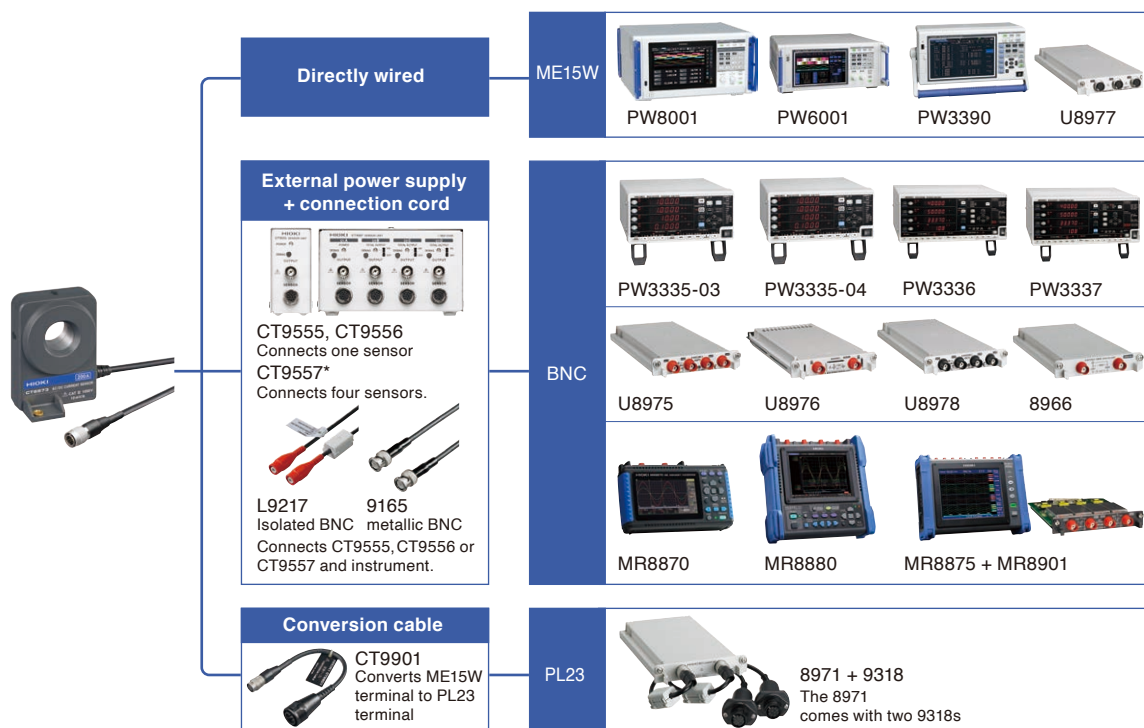 Directly wired
ME15W
PW8001
PW6001
PW3390
U8977
External power supply
+ connection cord
HIOKI
CT9555, CT9556
Connects one sensor
CT9557*
Connects four sensors.
L9217
Isolated BNC
9165
metallic BNC
Connects CT9555, CT9556 or
CT9557 and instrument.
BNC
PW3335-03
PW3335-04
PW3336
PW3337
U8975
U8976
U8978
8966
MR8870
MR8880
MR8875 + MR8901
HIOKI
Conversion cable
CT9901
Converts ME15W
terminal to PL23
terminal
PL23
8971 + 9318
The 8971
comes with two 9318s